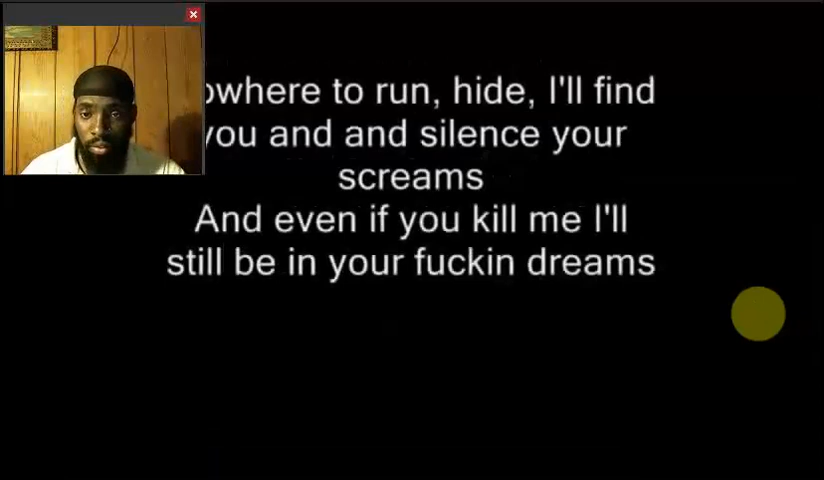 owhere to run, hide, I'll find
you and and silence your
screams
And even if you kill me I'll
still be in your fuckin dreams